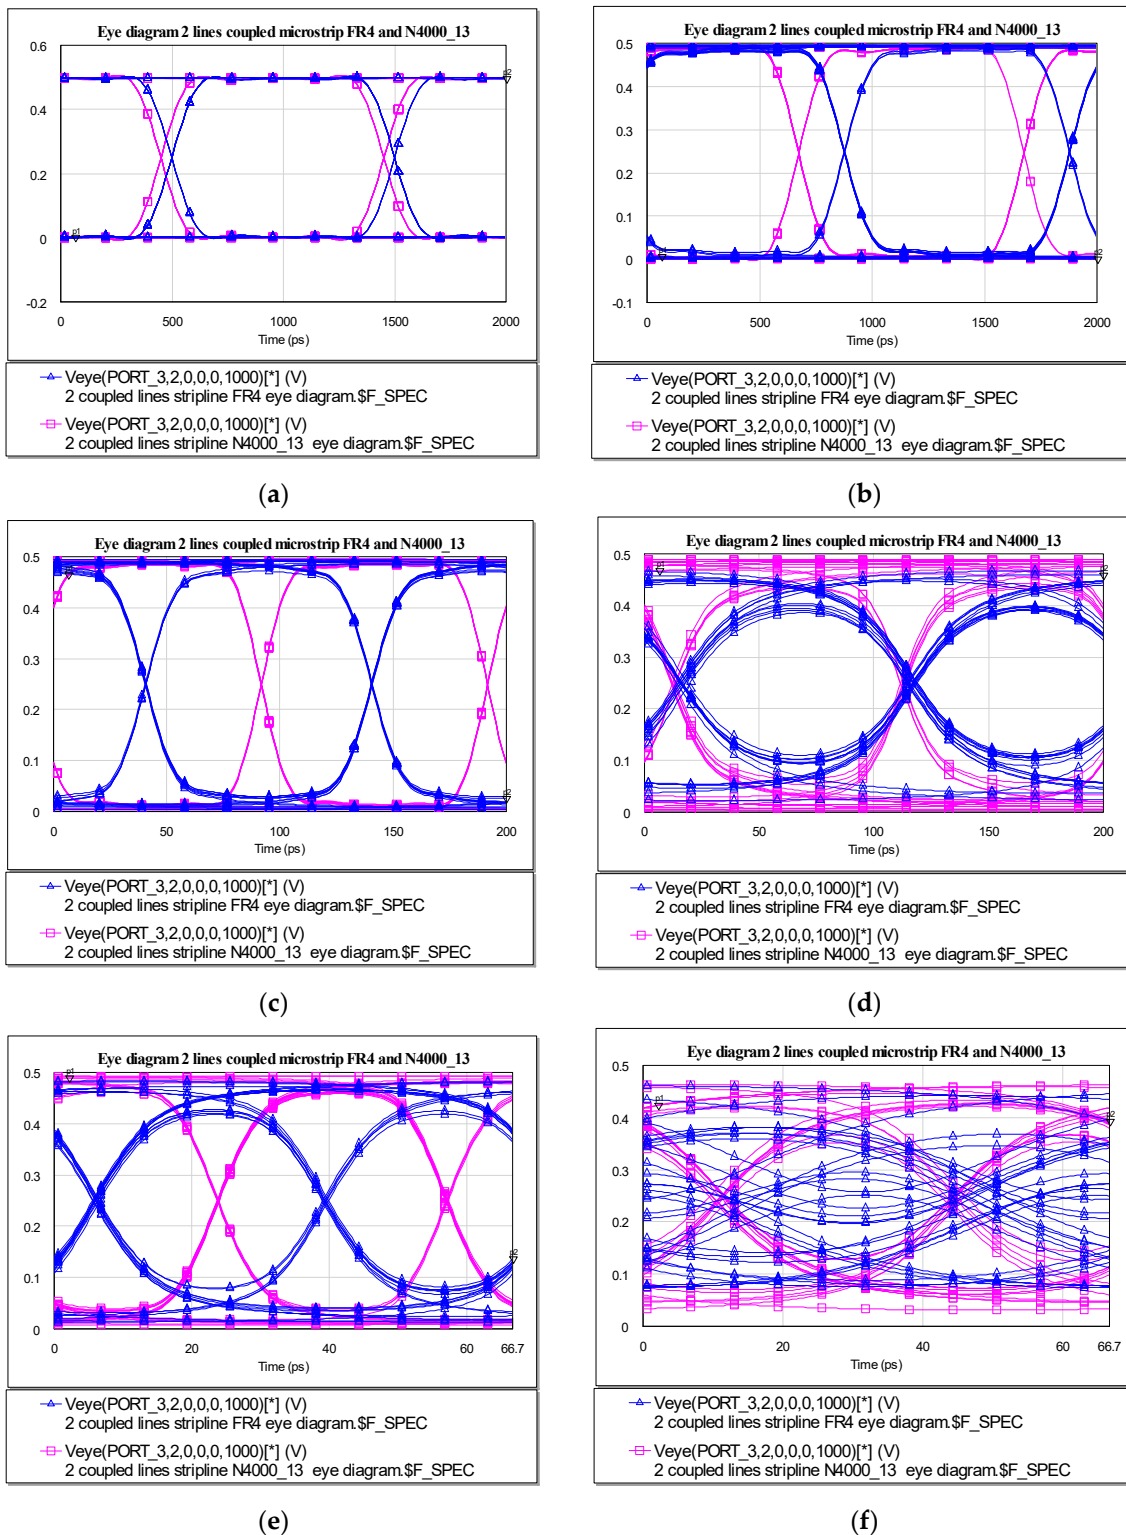 Eye diagram 2 lines coupled microstrip FR4 and N4000_13
0.6
0.4
0.2
0
-0.2
p1
p2
0 500 1000 1500 2000
Time (ps)
Veye(PORT_3,2,0,0,0,1000)[*] (V)
2 coupled lines stripline FR4 eye diagram.$F_SPEC
Veye(PORT_3,2,0,0,0,1000)[*] (V)
2 coupled lines stripline N4000_13 eye diagram.$F_SPEC
(a)
Eye diagram 2 lines coupled microstrip FR4 and N4000_13
0.5
0.4
0.3
0.2
0.1
0
-0.1
p2
0 500 1000 1500 2000
Time (ps)
Veye(PORT_3,2,0,0,0,1000)[*] (V)
2 coupled lines stripline FR4 eye diagram.$F_SPEC
Veye(PORT_3,2,0,0,0,1000)[*] (V)
2 coupled lines stripline N4000_13 eye diagram.$F_SPEC
(b)
Eye diagram 2 lines coupled microstrip FR4 and N4000_13
0.5
0.4
0.3
0.2
0.1
0
p2
0 50 100 150 200
Time (ps)
Veye(PORT_3,2,0,0,0,1000)[*] (V)
2 coupled lines stripline FR4 eye diagram.$F_SPEC
Veye(PORT_3,2,0,0,0,1000)[*] (V)
2 coupled lines stripline N4000_13 eye diagram.$F_SPEC
(c)
Eye diagram 2 lines coupled microstrip FR4 and N4000_13
0.5
0.4
0.3
0.2
0.1
0
p1
p2
0 50 100 150 200
Time (ps)
Veye(PORT_3,2,0,0,0,1000)[*] (V)
2 coupled lines stripline FR4 eye diagram.$F_SPEC
Veye(PORT_3,2,0,0,0,1000)[*] (V)
2 coupled lines stripline N4000_13 eye diagram.$F_SPEC
(d)
Eye diagram 2 lines coupled microstrip FR4 and N4000_13
0.5
0.4
0.3
0.2
0.1
0
p1
p2
0 20 40 60 66.7
Time (ps)
Veye(PORT_3,2,0,0,0,1000)[*] (V)
2 coupled lines stripline FR4 eye diagram.$F_SPEC
Veye(PORT_3,2,0,0,0,1000)[*] (V)
2 coupled lines stripline N4000_13 eye diagram.$F_SPEC
(e)
Eye diagram 2 lines coupled microstrip FR4 and N4000_13
0.5
0.4
0.3
0.2
0.1
0
p1
p2
0 20 40 60 66.7
Time (ps)
Veye(PORT_3,2,0,0,0,1000)[*] (V)
2 coupled lines stripline FR4 eye diagram.$F_SPEC
Veye(PORT_3,2,0,0,0,1000)[*] (V)
2 coupled lines stripline N4000_13 eye diagram.$F_SPEC
(f)